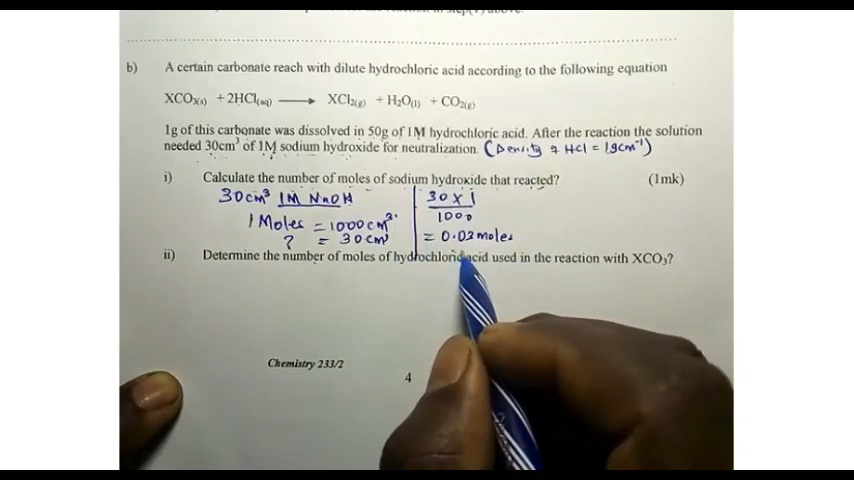 b) A certain carbonate reach with dilute hydrochloric acid according to the following equation
XCO₃(s) + 2HCl(aq) ⟶ XCl₂(g) + H₂O(l) + CO₂(g)
1g of this carbonate was dissolved in 50g of 1M hydrochloric acid. After the reaction the solution
needed 30cm³ of 1M sodium hydroxide for neutralization. (Density of HCl = 1gcm⁻¹)
i) Calculate the number of moles of sodium hydroxide that reacted? (1mk)
30cm³ 1M NaOH
1 Moles = 1000cm³.
? = 30cm³
30 x 1
1000
= 0.03moles
ii) Determine the number of moles of hydrochloric acid used in the reaction with XCO₃?
Chemistry 233/2
4